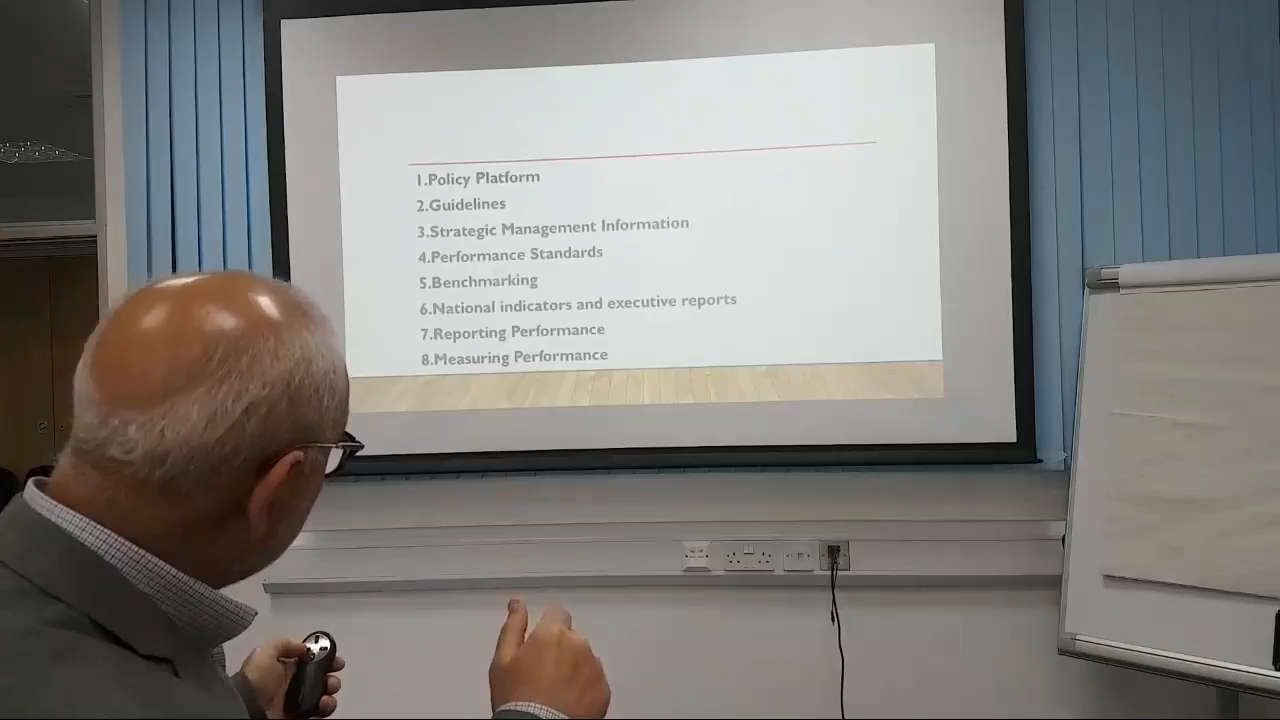 1.Policy Platform
2.Guidelines
3.Strategic Management Information
4.Performance Standards
5.Benchmarking
6.National indicators and executive reports
7.Reporting Performance
8.Measuring Performance